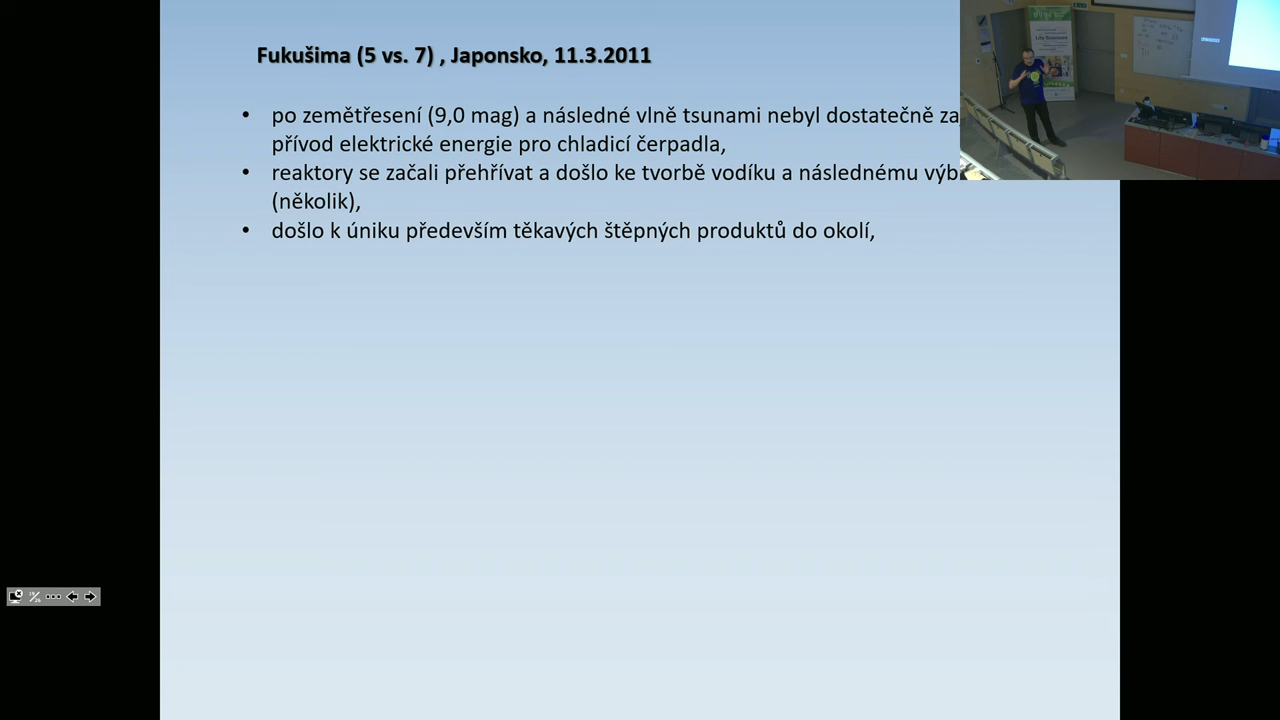 Fukušima (5 vs. 7) , Japonsko, 11.3.2011
• po zemětřesení (9,0 mag) a následné vlně tsunami nebyl dostatečně
přívod elektrické energie pro chladicí čerpadla,
• reaktory se začali přehřívat a došlo ke tvorbě vodíku a následnému
(několik),
• došlo k úniku především těkavých štěpných produktů do okolí,